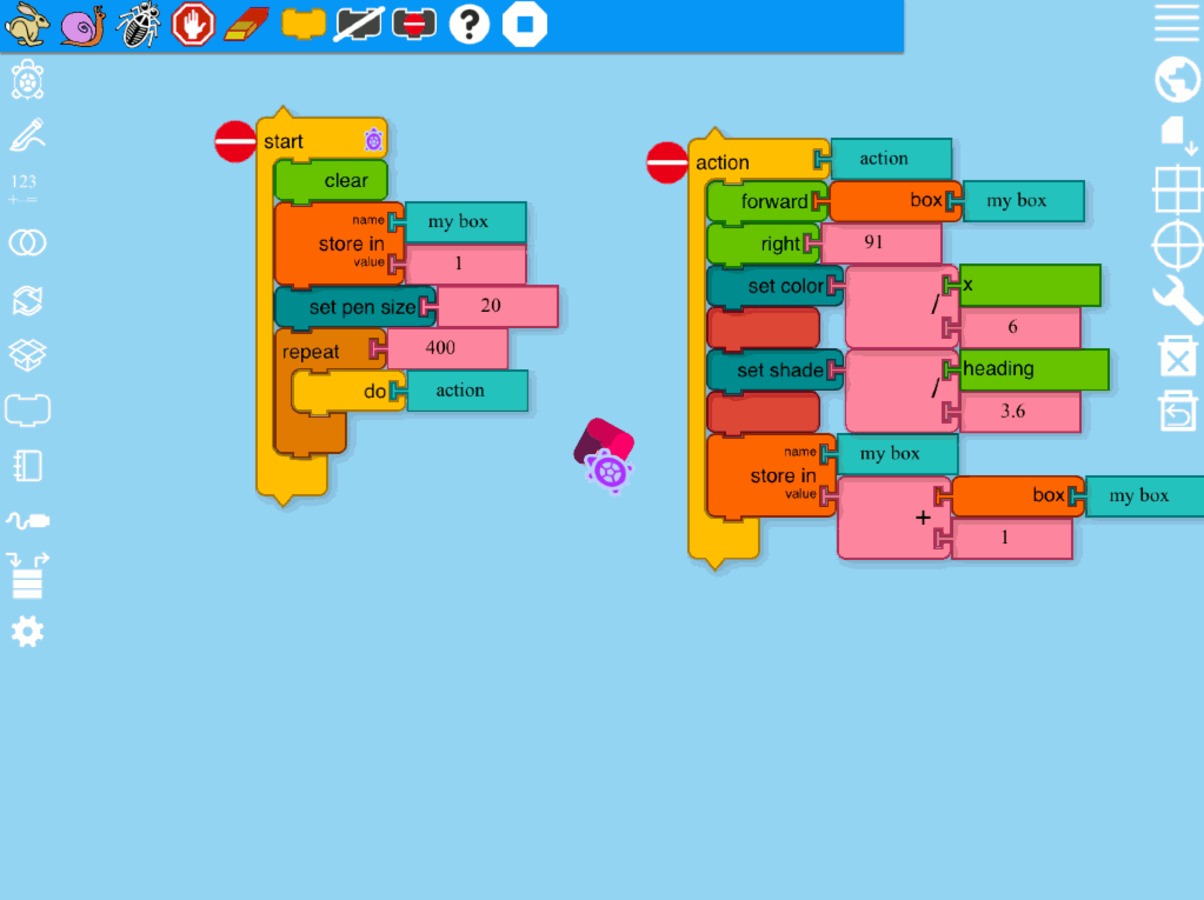 ?
123
+ - =
start
clear
name
my box
store in
value
1
set pen size
20
repeat
400
do
action
action
action
forward
box
my box
right
91
set color
/
x
6
set shade
/
heading
3.6
name
my box
store in
value
+
box
my box
1